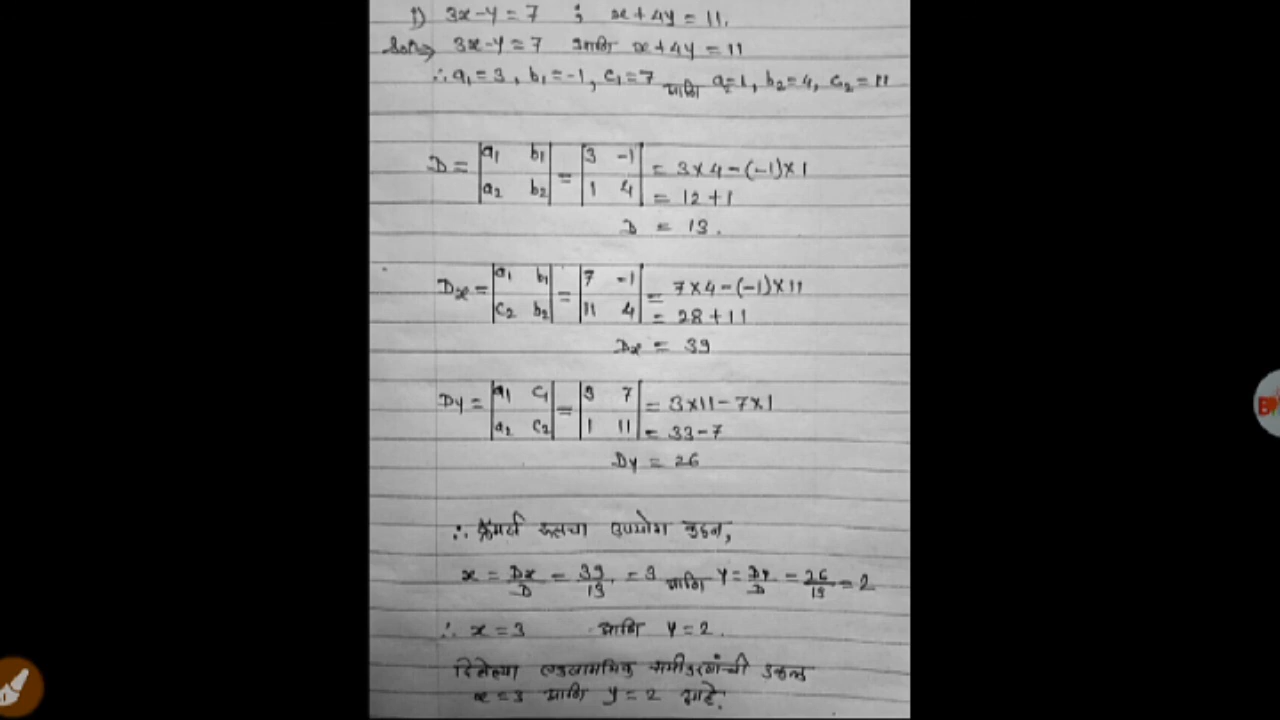 1) 3x-y=7 ; x+4y=11.
Soln⇒ 3x-y=7 आणि x+4y=11
∴ a₁=3, b₁=-1, c₁=7 आणि a₂=1, b₂=4, c₂=11
D = |a₁ b₁| = |3 -1| = 3×4-(-1)×1
|a₂ b₂| |1 4| = 12+1
D = 13.
Dx = |a₁ b₁| = |7 -1| = 7×4-(-1)×11
|c₂ b₂| |11 4| = 28+11
Dx = 39
Dy = |a₁ c₁| = |3 7| = 3×11-7×1
|a₂ c₂| |1 11| = 33-7
Dy = 26
∴ क्रेमर्स रूलचा उपयोग करून,
x = Dx/D = 39/13 = 3 आणि y = Dy/D = 26/13 = 2
∴ x=3 आणि y=2.
दिलेल्या एकसामयिक समीकरणांची उकल
x=3 आणि y=2 आहे.